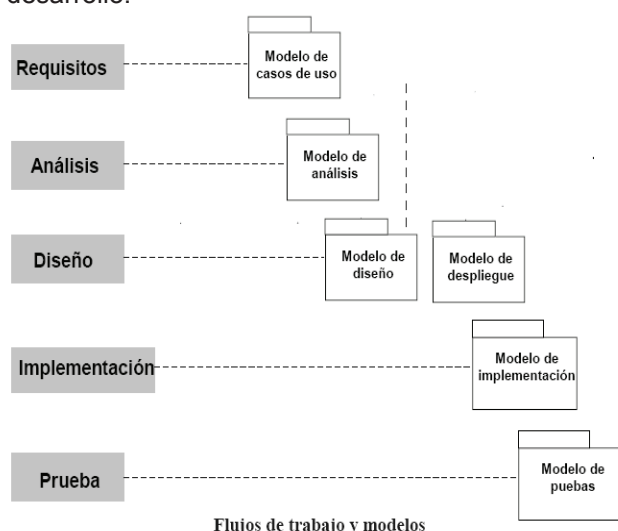 desarrollo.
Requisitos
Modelo de
casos de uso
Análisis
Modelo de
análisis
Diseño
Modelo de
diseño
Modelo de
despliegue
Implementación
Modelo de
implementación
Prueba
Modelo de
puebas
Flujos de trabajo y modelos